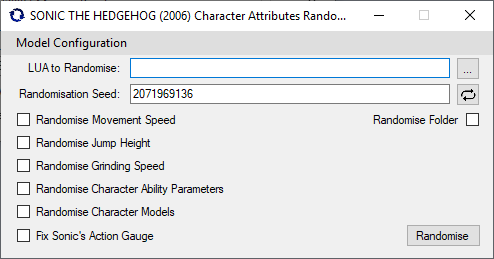 SONIC THE HEDGEHOG (2006) Character Attributes Rando...
Model Configuration
LUA to Randomise:
...
Randomisation Seed: 2071969136
Randomise Movement Speed
Randomise Folder
Randomise Jump Height
Randomise Grinding Speed
Randomise Character Ability Parameters
Randomise Character Models
Fix Sonic's Action Gauge
Randomise